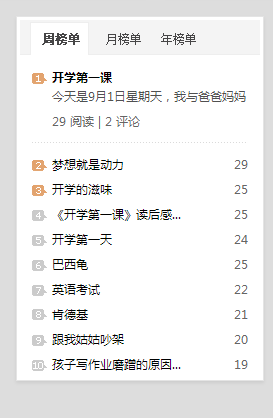 周榜单 月榜单 年榜单
1 开学第一课
今天是9月1日星期天，我与爸爸妈妈
29 阅读 | 2 评论
2 梦想就是动力 29
3 开学的滋味 25
4 《开学第一课》读后感... 25
5 开学第一天 24
6 巴西龟 25
7 英语考试 22
8 肯德基 21
9 跟我姑姑吵架 20
10 孩子写作业磨蹭的原因... 19